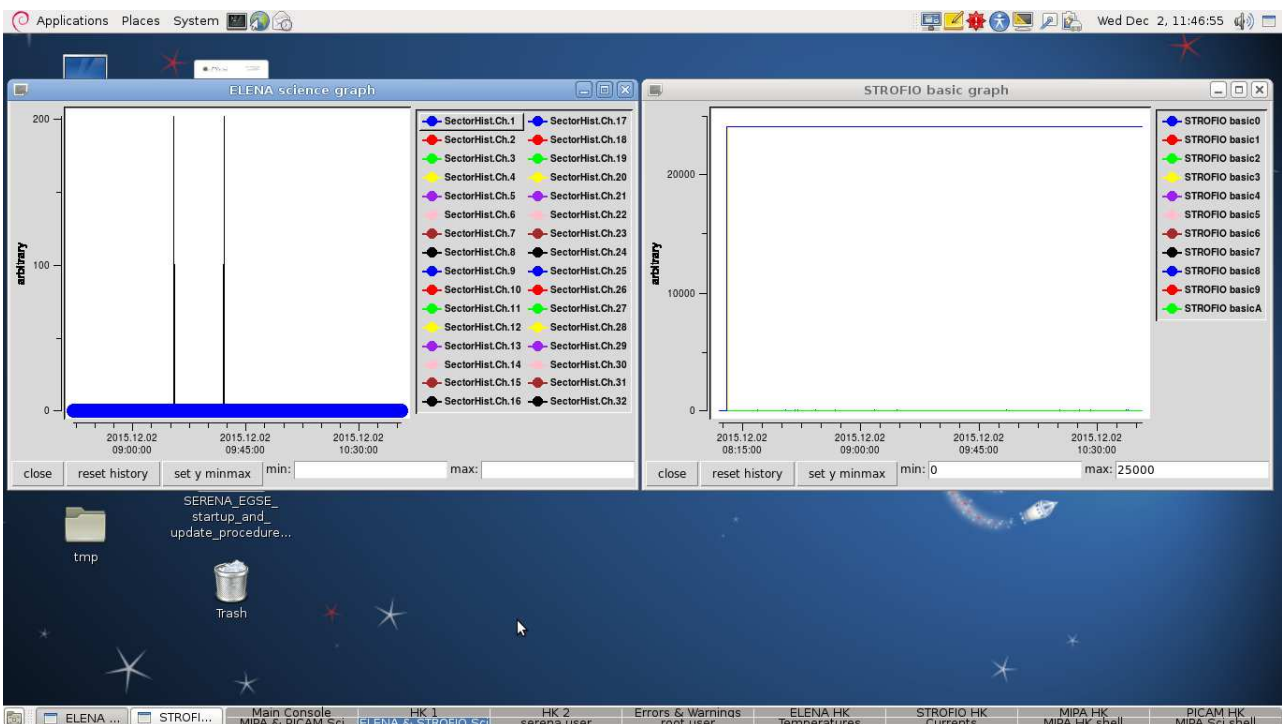 Applications Places System Wed Dec 2, 11:46:55
ELENA science graph
200
100
0
arbitrary
2015.12.02 2015.12.02 2015.12.02
09:00:00 09:45:00 10:30:00
SectorHist.Ch.1 SectorHist.Ch.17
SectorHist.Ch.2 SectorHist.Ch.18
SectorHist.Ch.3 SectorHist.Ch.19
SectorHist.Ch.4 SectorHist.Ch.20
SectorHist.Ch.5 SectorHist.Ch.21
SectorHist.Ch.6 SectorHist.Ch.22
SectorHist.Ch.7 SectorHist.Ch.23
SectorHist.Ch.8 SectorHist.Ch.24
SectorHist.Ch.9 SectorHist.Ch.25
SectorHist.Ch.10 SectorHist.Ch.26
SectorHist.Ch.11 SectorHist.Ch.27
SectorHist.Ch.12 SectorHist.Ch.28
SectorHist.Ch.13 SectorHist.Ch.29
SectorHist.Ch.14 SectorHist.Ch.30
SectorHist.Ch.15 SectorHist.Ch.31
SectorHist.Ch.16 SectorHist.Ch.32
close reset history set y minmax min: max:
STROFIO basic graph
20000
10000
0
arbitrary
2015.12.02 2015.12.02 2015.12.02 2015.12.02
08:15:00 09:00:00 09:45:00 10:30:00
STROFIO basic0
STROFIO basic1
STROFIO basic2
STROFIO basic3
STROFIO basic4
STROFIO basic5
STROFIO basic6
STROFIO basic7
STROFIO basic8
STROFIO basic9
STROFIO basicA
close reset history set y minmax min: 0 max: 25000
SERENA_EGSE_
startup_and_
update_procedure...
tmp
Trash
ELENA ... STROFI...
Main Console HK 1 HK 2 Errors & Warnings ELENA HK STROFIO HK MIPA HK PICAM HK
MIPA & PICAM Sci ELENA & STROFIO Sci serena user root user Temperatures Currents MIPA HK shell MIPA Sci shell